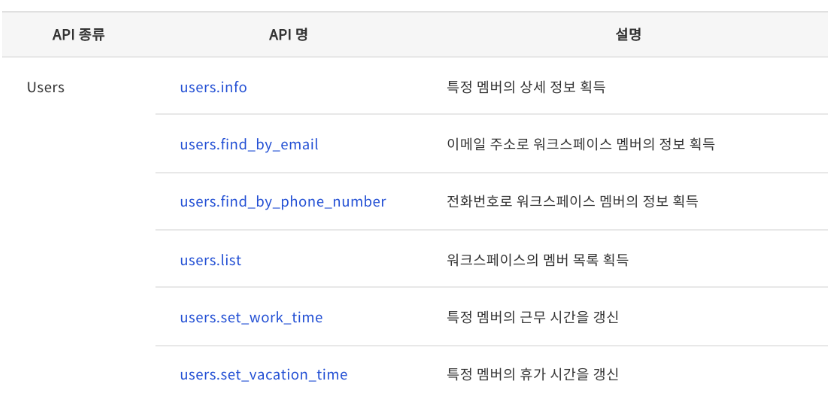 API 종류 API 명 설명
Users users.info 특정 멤버의 상세 정보 획득
users.find_by_email 이메일 주소로 워크스페이스 멤버의 정보 획득
users.find_by_phone_number 전화번호로 워크스페이스 멤버의 정보 획득
users.list 워크스페이스의 멤버 목록 획득
users.set_work_time 특정 멤버의 근무 시간을 갱신
users.set_vacation_time 특정 멤버의 휴가 시간을 갱신